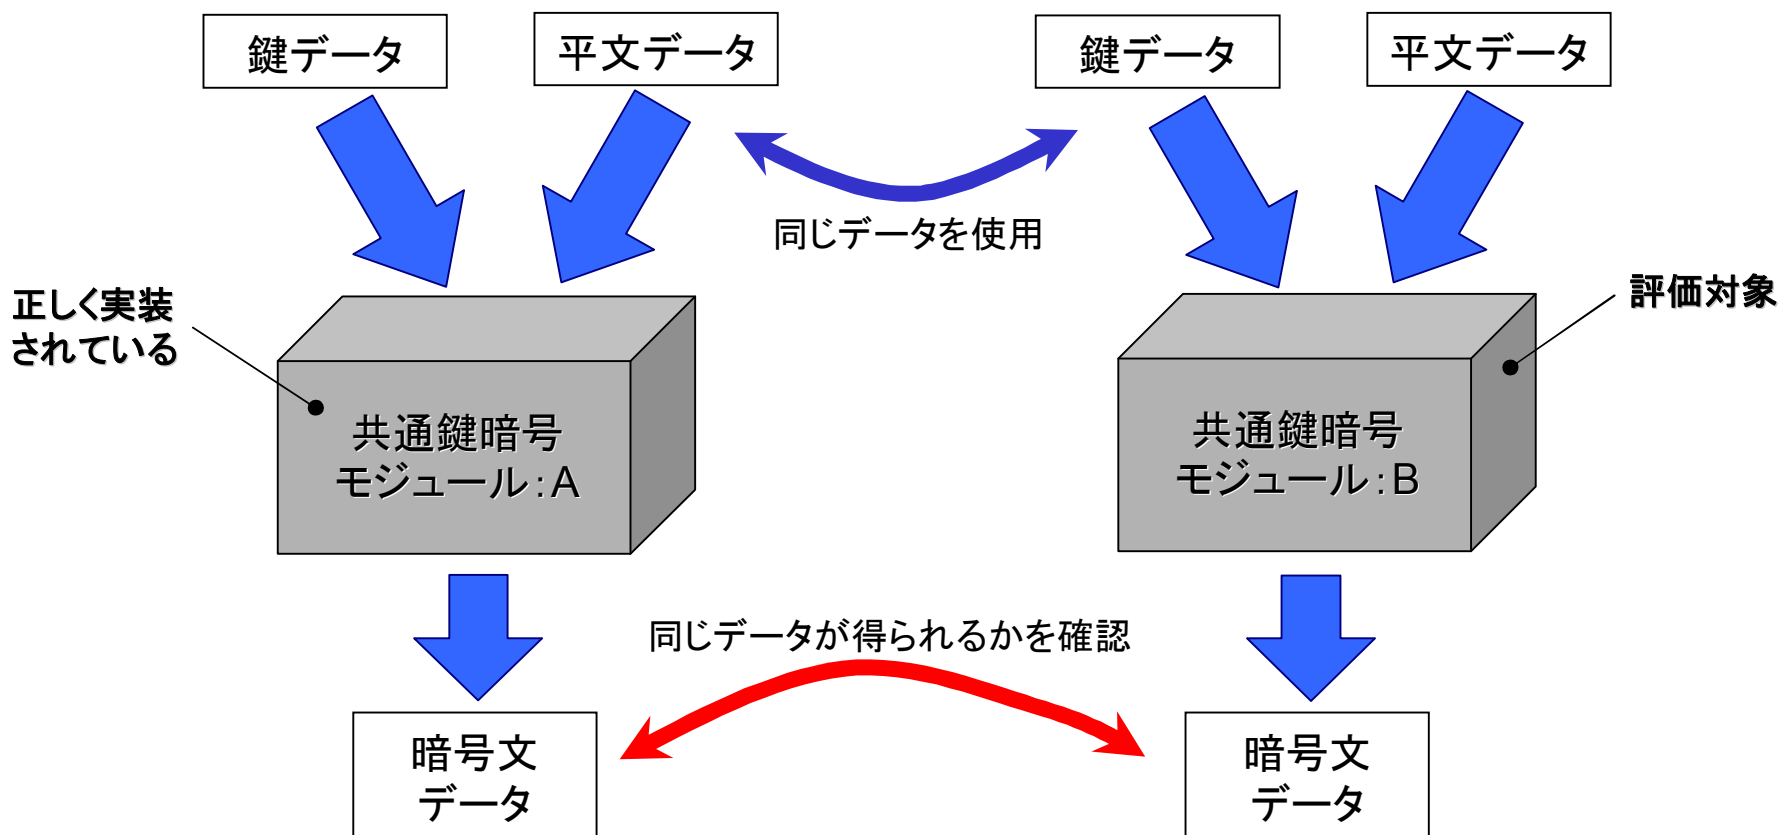 鍵データ
平文データ
鍵データ
平文データ
同じデータを使用
正しく実装
されている
評価対象
共通鍵暗号
モジュール:A
共通鍵暗号
モジュール:B
同じデータが得られるかを確認
暗号文
データ
暗号文
データ